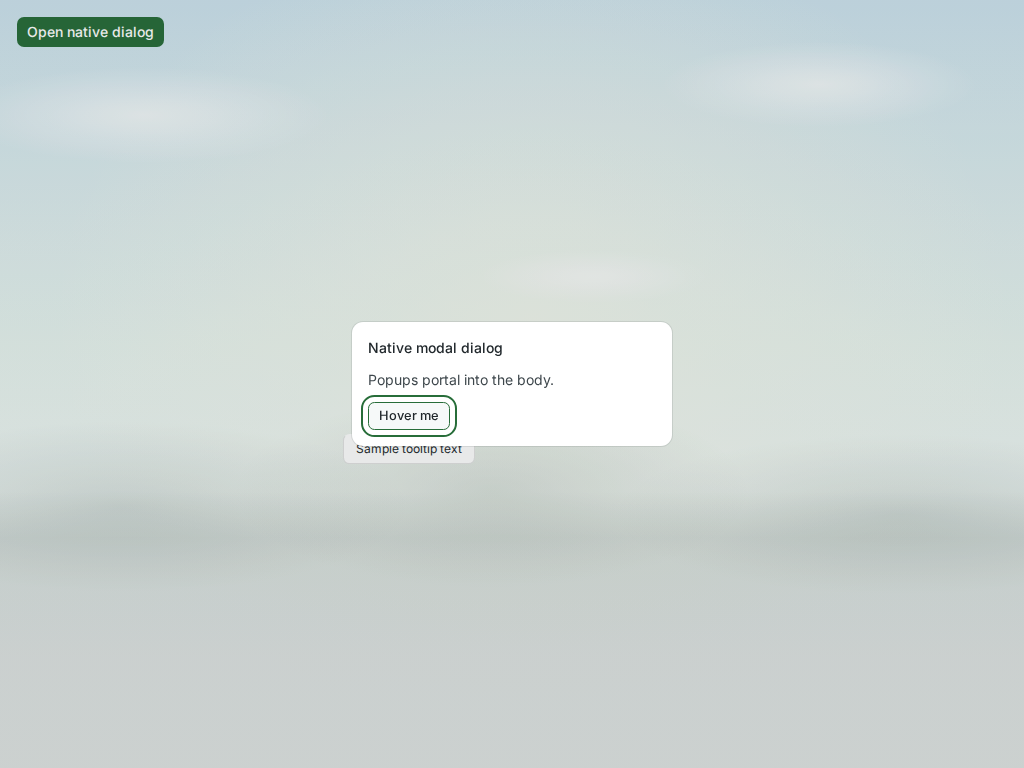 Open native dialog
Native modal dialog
Popups portal into the body.
Hover me
Sample tooltip text